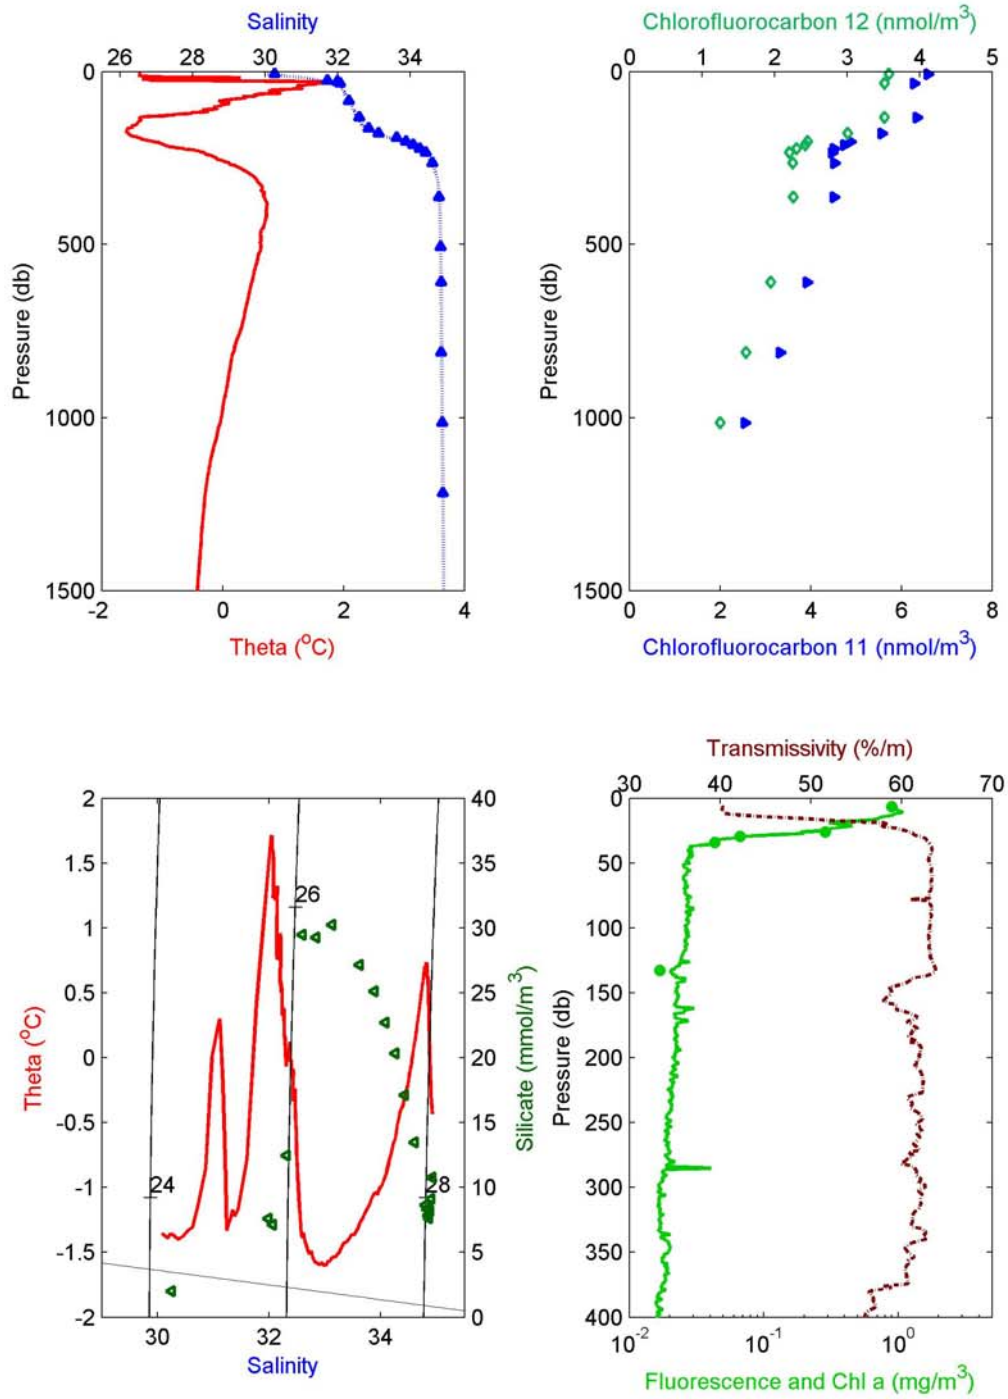 Salinity
26 28 30 32 34
0
500
1000
1500
Pressure (db)
-2 0 2 4
Theta (°C)
Chlorofluorocarbon 12 (nmol/m³)
0 1 2 3 4 5
0
500
1000
1500
Pressure (db)
0 2 4 6 8
Chlorofluorocarbon 11 (nmol/m³)
2
1.5
1
0.5
0
-0.5
-1
-1.5
-2
Theta (°C)
24
26
28
40
35
30
25
20
15
10
5
0
Silicate (mmol/m³)
30 32 34
Salinity
Transmissivity (%/m)
30 40 50 60 70
0
50
100
150
200
250
300
350
400
Pressure (db)
10⁻² 10⁻¹ 10⁰
Fluorescence and Chl a (mg/m³)